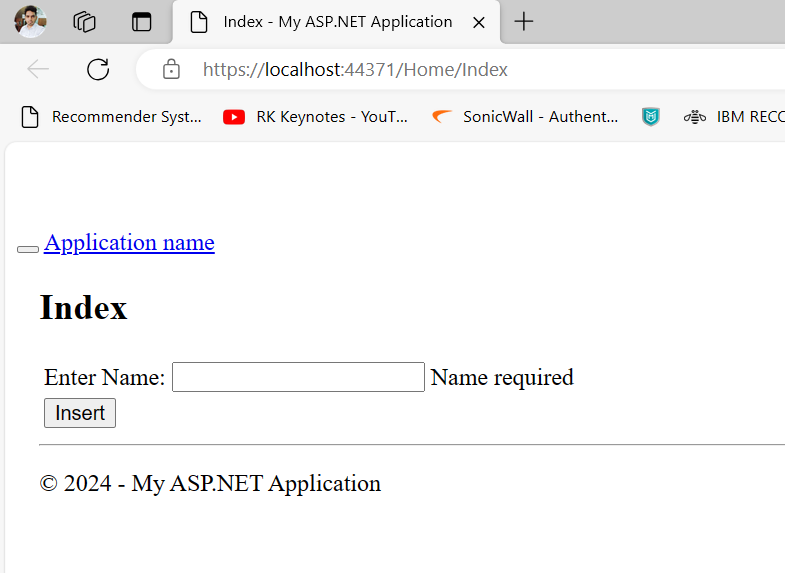 Index - My ASP.NET Application
https://localhost:44371/Home/Index
Recommender Syst... RK Keynotes - YouT... SonicWall - Authent... IBM RECO
Application name
Index
Enter Name: Name required
Insert
© 2024 - My ASP.NET Application